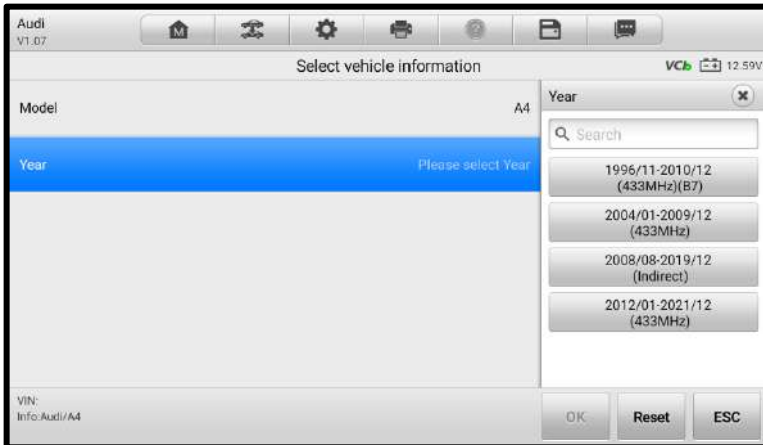 Audi
V1.07
M
Select vehicle information
VCI 12.59V
Model A4
Year Please select Year
Year
Search
1996/11-2010/12
(433MHz)(B7)
2004/01-2009/12
(433MHz)
2008/08-2019/12
(Indirect)
2012/01-2021/12
(433MHz)
VIN:
Info:Audi/A4
OK Reset ESC